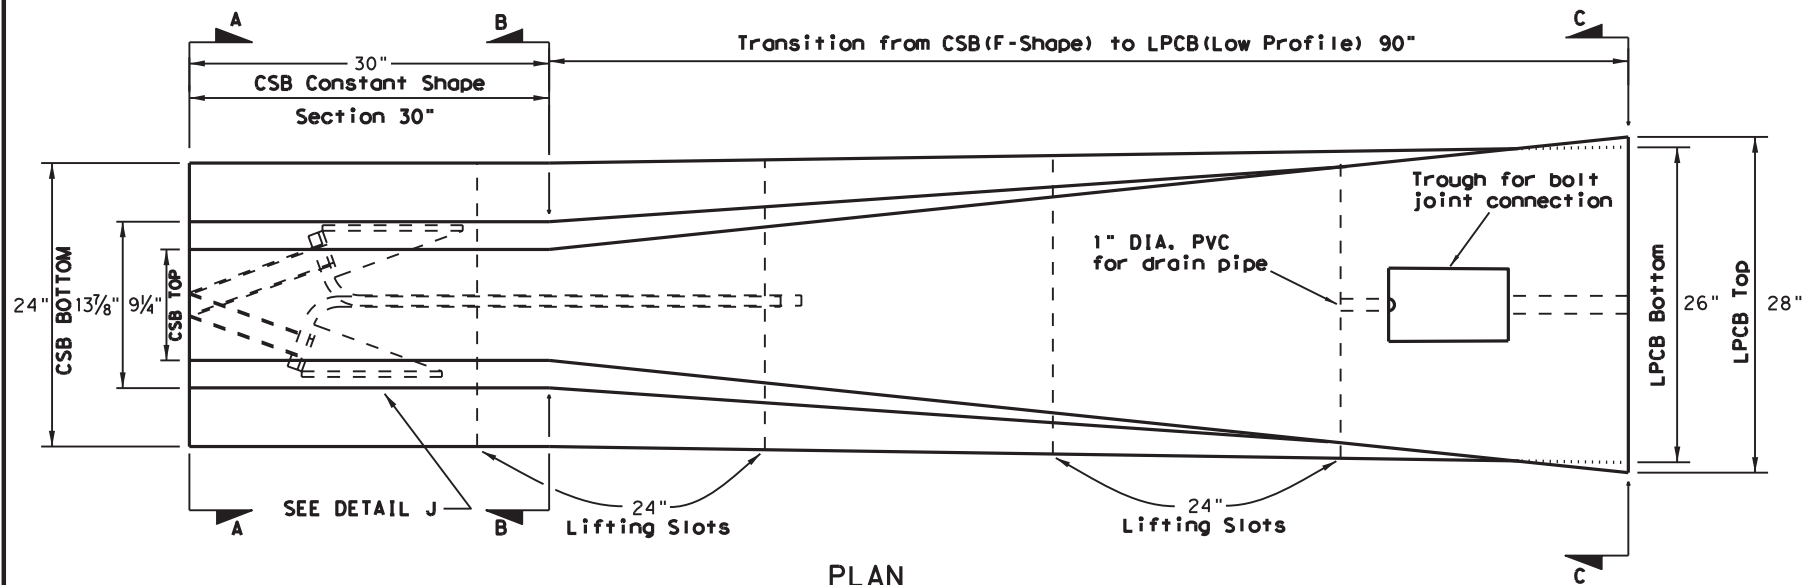 A
B
C
Transition from CSB(F-Shape) to LPCB(Low Profile) 90"
30"
CSB Constant Shape
Section 30"
24"
CSB BOTTOM
13⅞"
9¼"
CSB TOP
Trough for bolt
joint connection
1" DIA. PVC
for drain pipe
LPCB Bottom
26"
LPCB Top
28"
SEE DETAIL J
A
B
24"
Lifting Slots
24"
Lifting Slots
C
PLAN